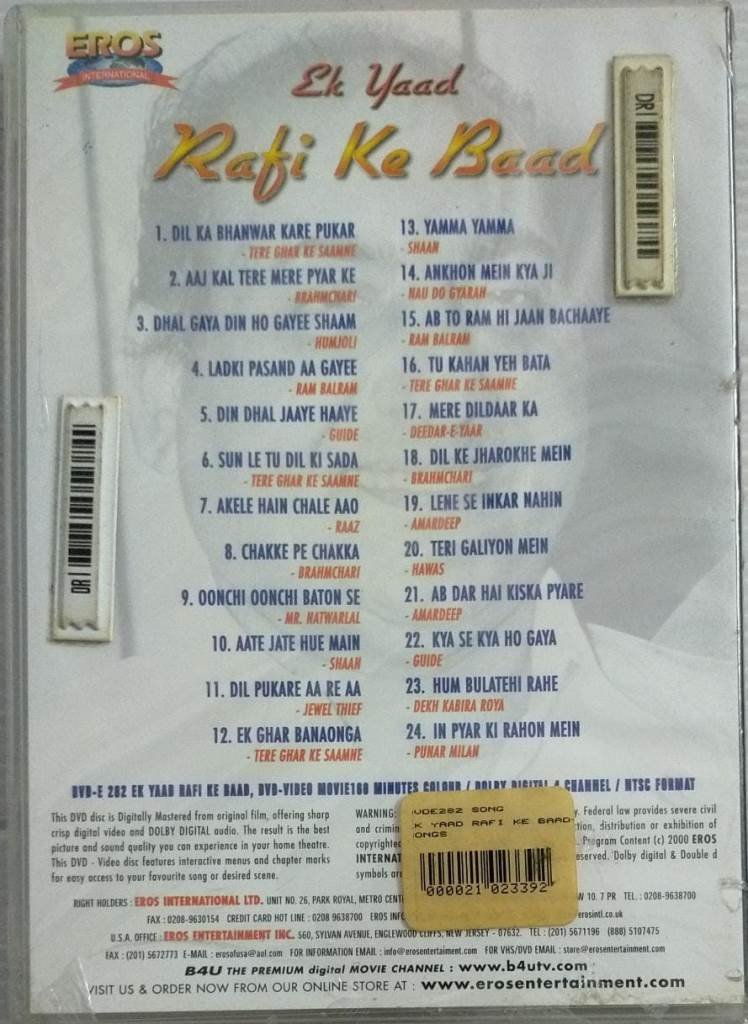 EROS
INTERNATIONAL
Ek Yaad
Rafi Ke Baad
DR
1. DIL KA BHANWAR KARE PUKAR
- TERE GHAR KE SAAMNE
2. AAJ KAL TERE MERE PYAR KE
- BRAHMCHARI
3. DHAL GAYA DIN HO GAYEE SHAAM
- HUMJOLI
4. LADKI PASAND AA GAYEE
- RAM BALRAM
5. DIN DHAL JAAYE HAAYE
- GUIDE
6. SUN LE TU DIL KI SADA
- TERE GHAR KE SAAMNE
7. AKELE HAIN CHALE AAO
- RAAZ
8. CHAKKE PE CHAKKA
- BRAHMCHARI
9. OONCHI OONCHI BATON SE
- MR. NATWARLAL
10. AATE JATE HUE MAIN
- SHAAN
11. DIL PUKARE AA RE AA
- JEWEL THIEF
12. EK GHAR BANAONGA
- TERE GHAR KE SAAMNE
13. YAMMA YAMMA
- SHAAN
14. ANKHON MEIN KYA JI
- NAU DO GYARAH
15. AB TO RAM HI JAAN BACHAAYE
- RAM BALRAM
16. TU KAHAN YEH BATA
- TERE GHAR KE SAAMNE
17. MERE DILDAAR KA
- DEEDAR-E-YAAR
18. DIL KE JHAROKHE MEIN
- BRAHMCHARI
19. LENE SE INKAR NAHIN
- AMARDEEP
20. TERI GALIYON MEIN
- HAWAS
21. AB DAR HAI KISKA PYARE
- AMARDEEP
22. KYA SE KYA HO GAYA
- GUIDE
23. HUM BULATEHI RAHE
- DEKH KABIRA ROYA
24. IN PYAR KI RAHON MEIN
- PUNAR MILAN
DR
DVD-E 282 EK YAAD RAFI KE BAAD, DVD-VIDEO MOVIE180 MINUTES COLOUR / DOLBY DIGITAL CHANNEL / NTSC FORMAT
This DVD disc is Digitally Mastered from original film, offering sharp
crisp digital video and DOLBY DIGITAL audio. The result is the best
picture and sound quality you can experience in your home theatre.
This DVD - Video disc features interactive menus and chapter marks
for easy access to your favourite song or desired scene.
WARNING: y. Federal law provides severe civil
and crimin tion, distribution or exhibition of
copyrighte . Program Content (c) 2000 EROS
INTERNAT eserved. Dolby digital & Double d
symbols ar
VDE282 SONG
K YAAD RAFI KE BAAD-
ONGS
000021 023392
RIGHT HOLDERS : EROS INTERNATIONAL LTD. UNIT NO. 26, PARK ROYAL, METRO CENT W 10. 7 PR TEL. : 0208-9638700
FAX : 0208-9630154 CREDIT CARD HOT LINE : 0208 9638700 EROS INFO erosintl.co.uk
U.S.A. OFFICE : EROS ENTERTAINMENT INC. 560, SYLVAN AVENUE, ENGLEWOOD CLIFFS, NEW JERSEY - 07632. TEL : (201) 5671196 (888) 5107475
FAX : (201) 5672773 E-MAIL : erosofusa@aol.com FOR INFORMATION EMAIL : info@erosentertainment.com FOR VHS/DVD EMAIL : store@erosentertainment.com
B4U THE PREMIUM digital MOVIE CHANNEL : www.b4utv.com
VISIT US & ORDER NOW FROM OUR ONLINE STORE AT : www.erosentertainment.com